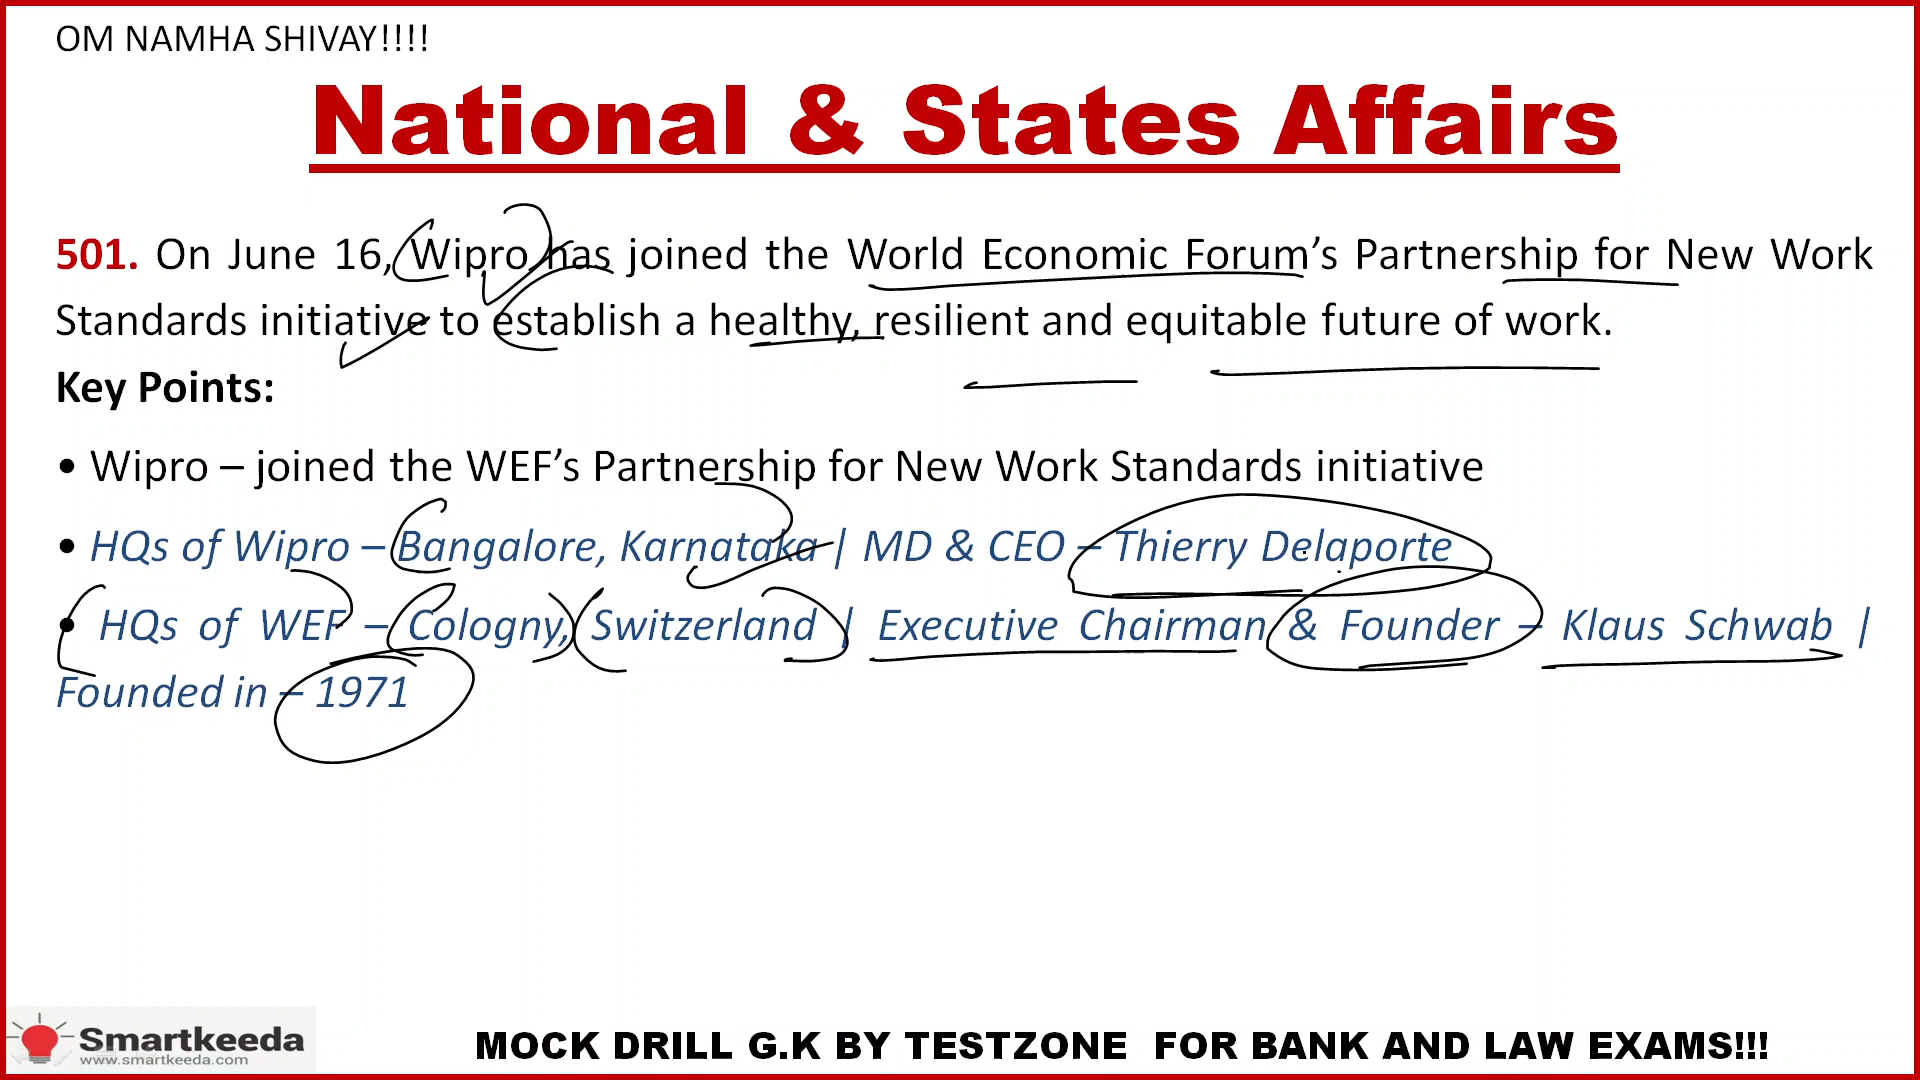 OM NAMHA SHIVAY!!!!
National & States Affairs
501. On June 16, Wipro has joined the World Economic Forum’s Partnership for New Work
Standards initiative to establish a healthy, resilient and equitable future of work.
Key Points:
• Wipro – joined the WEF’s Partnership for New Work Standards initiative
• HQs of Wipro – Bangalore, Karnataka | MD & CEO – Thierry Delaporte
• HQs of WEF – Cologny, Switzerland | Executive Chairman & Founder – Klaus Schwab |
Founded in – 1971
Smartkeeda
www.smartkeeda.com
MOCK DRILL G.K BY TESTZONE FOR BANK AND LAW EXAMS!!!